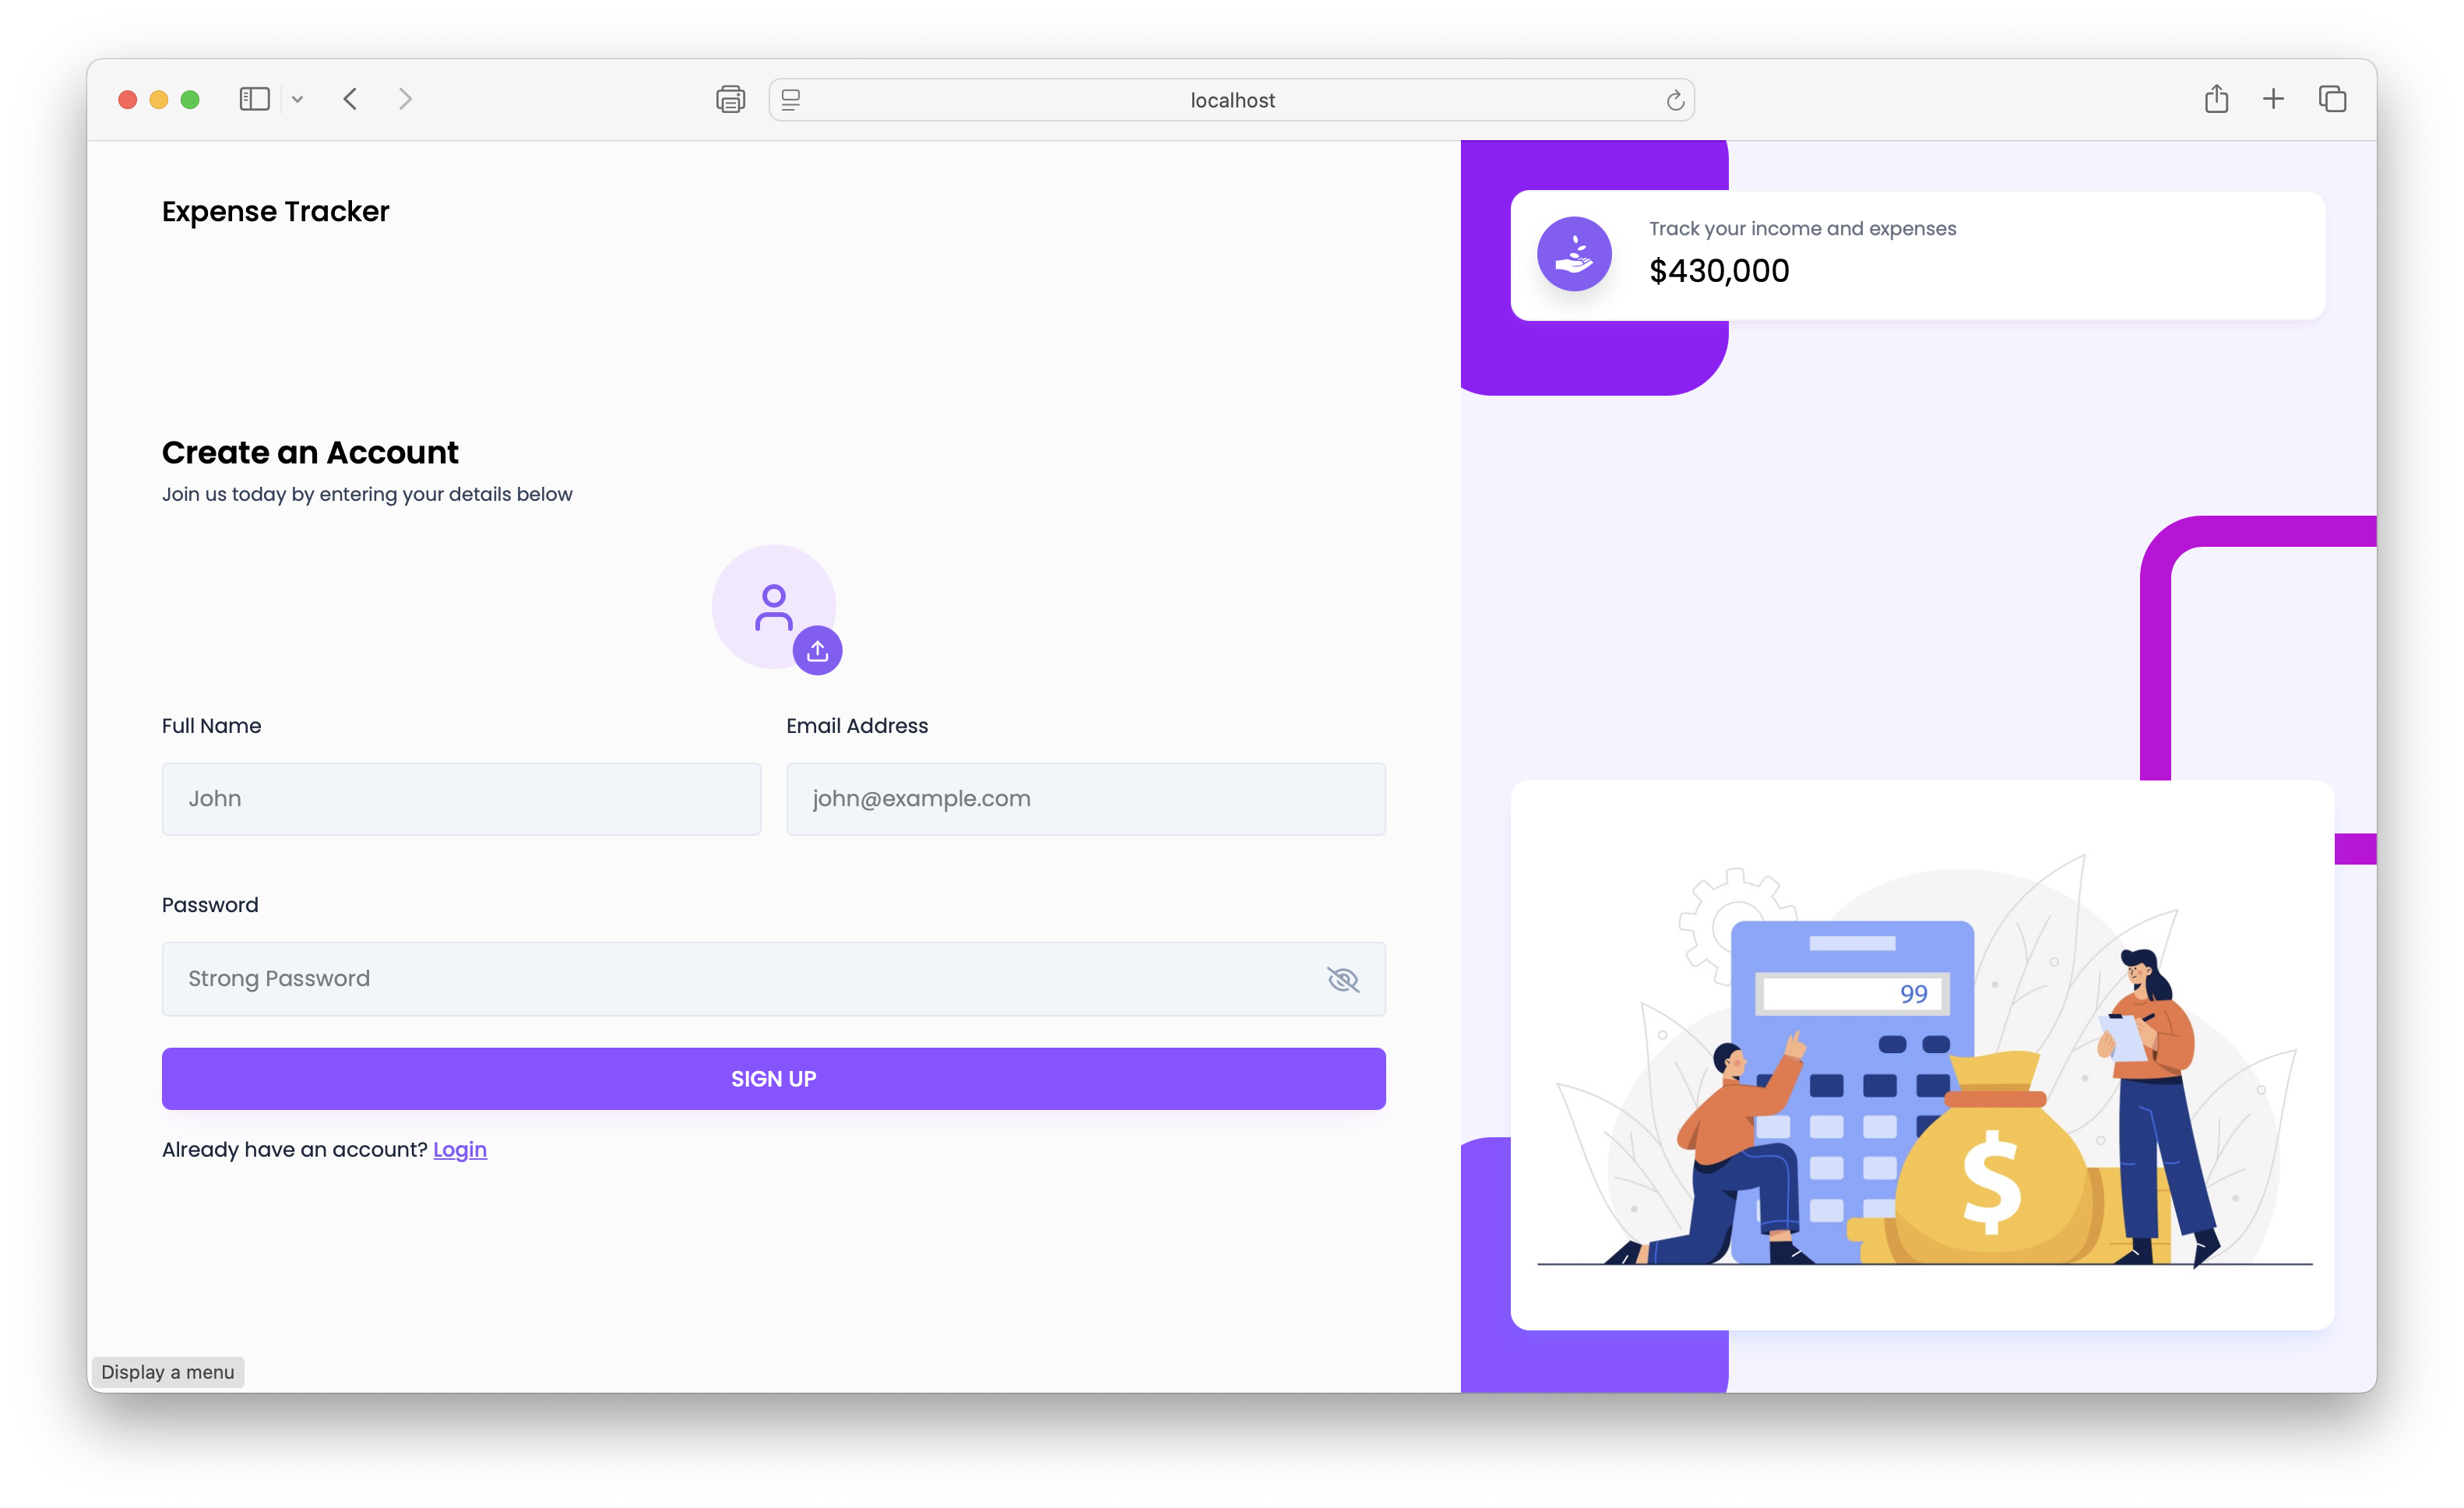 localhost
Expense Tracker
Create an Account
Join us today by entering your details below
Full Name
Email Address
John
john@example.com
Password
Strong Password
SIGN UP
Already have an account? Login
Display a menu
Track your income and expenses
$430,000
99
$